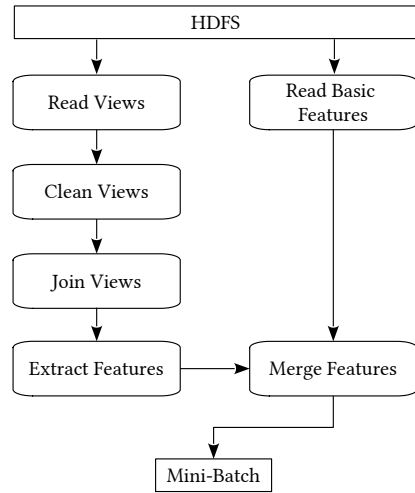 HDFS
Read Views
Read Basic
Features
Clean Views
Join Views
Extract Features
Merge Features
Mini-Batch